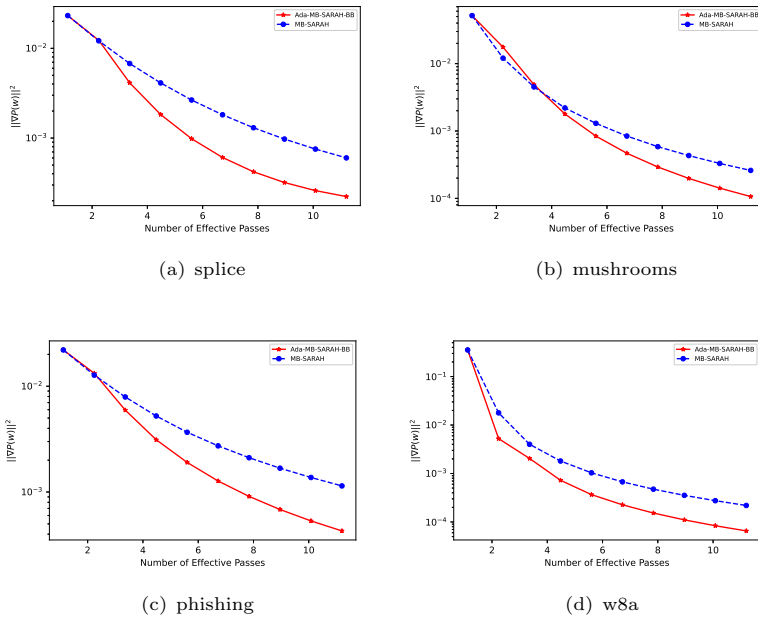 Ada-MB-SARAH-BB
MB-SARAH
10⁻²
10⁻³
||∇P(w)||²
2 4 6 8 10
Number of Effective Passes
(a) splice
Ada-MB-SARAH-BB
MB-SARAH
10⁻²
10⁻³
10⁻⁴
||∇P(w)||²
2 4 6 8 10
Number of Effective Passes
(b) mushrooms
Ada-MB-SARAH-BB
MB-SARAH
10⁻²
10⁻³
||∇P(w)||²
2 4 6 8 10
Number of Effective Passes
(c) phishing
Ada-MB-SARAH-BB
MB-SARAH
10⁻¹
10⁻²
10⁻³
10⁻⁴
||∇P(w)||²
2 4 6 8 10
Number of Effective Passes
(d) w8a